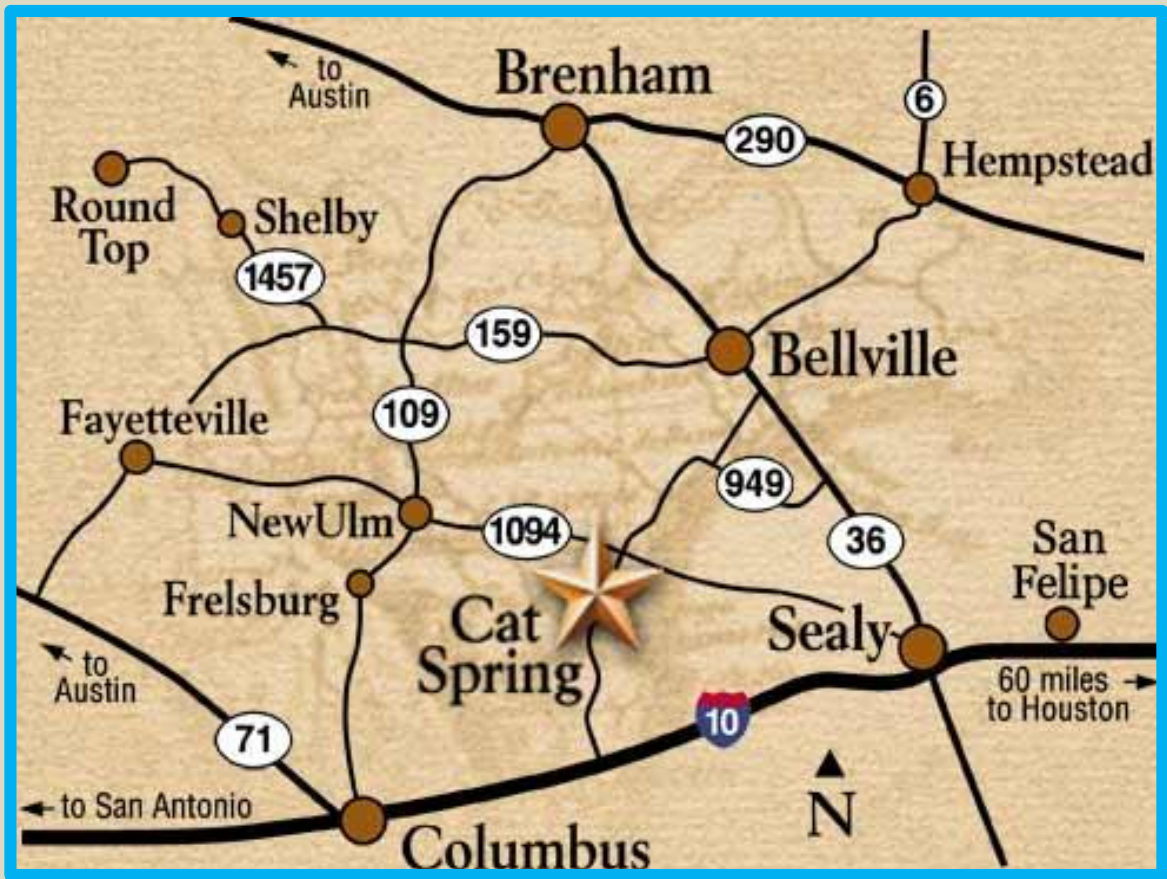 to
Austin
Brenham
6
290
Hempstead
Round
Top
Shelby
1457
159
Bellville
109
Fayetteville
949
NewUlm
1094
36
San
Felipe
Frelsburg
Cat
Spring
Sealy
to
Austin
60 miles
to Houston
10
71
to San Antonio
N
Columbus